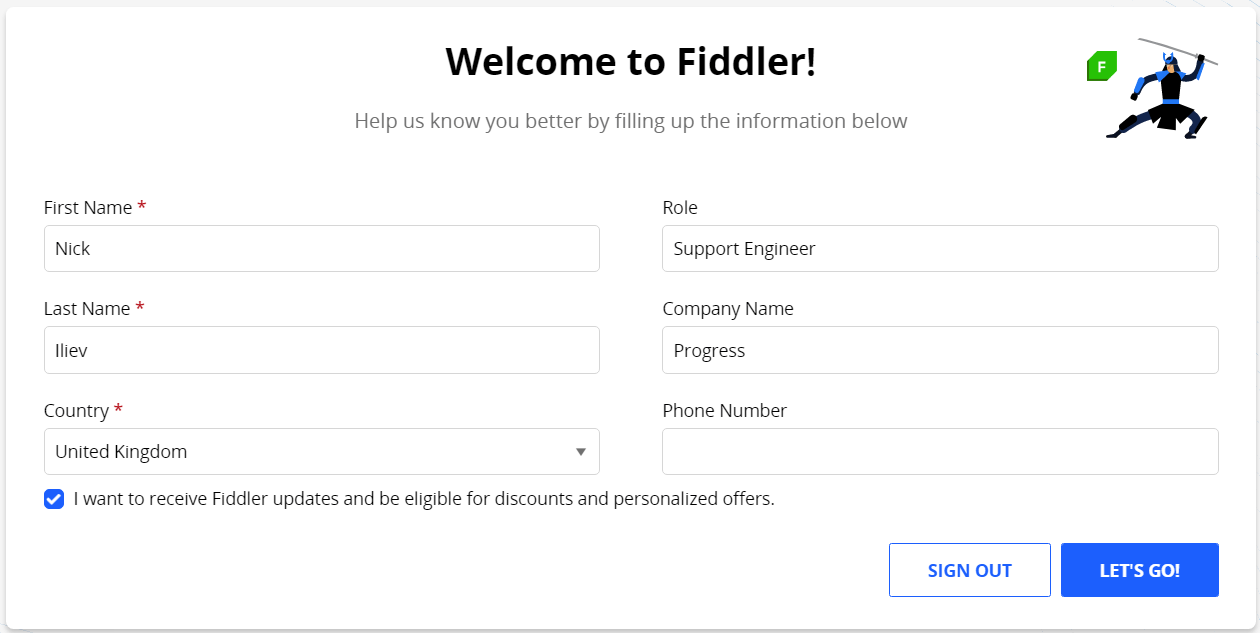 Welcome to Fiddler!
F
Help us know you better by filling up the information below
First Name *
Nick
Role
Support Engineer
Last Name *
Iliev
Company Name
Progress
Country *
United Kingdom
Phone Number
I want to receive Fiddler updates and be eligible for discounts and personalized offers.
SIGN OUT
LET'S GO!